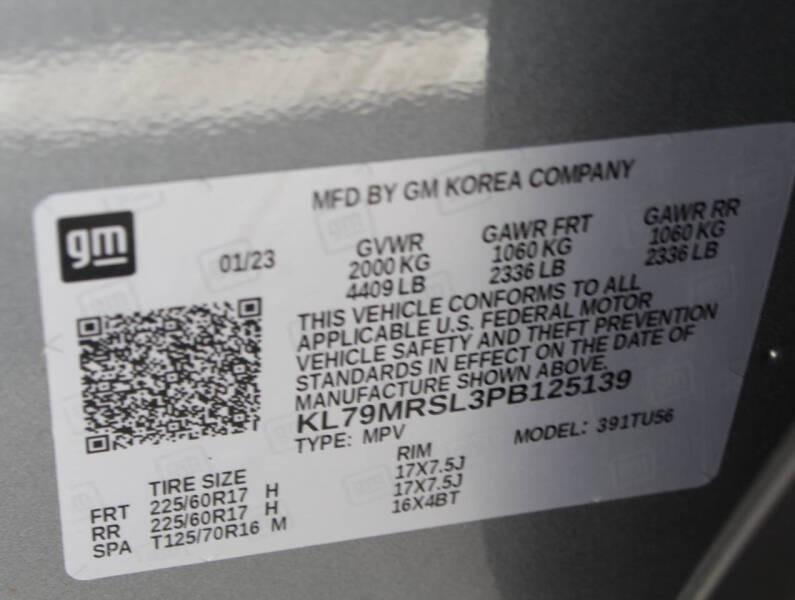 MFD BY GM KOREA COMPANY
gm
01/23
GVWR GAWR FRT GAWR RR
2000 KG 1060 KG 1060 KG
4409 LB 2336 LB 2336 LB
THIS VEHICLE CONFORMS TO ALL
APPLICABLE U.S. FEDERAL MOTOR
VEHICLE SAFETY AND THEFT PREVENTION
STANDARDS IN EFFECT ON THE DATE OF
MANUFACTURE SHOWN ABOVE.
KL79MRSL3PB125139
TYPE: MPV MODEL: 391TU56
TIRE SIZE RIM
FRT 225/60R17 H 17X7.5J
RR 225/60R17 H 17X7.5J
SPA T125/70R16 M 16X4BT